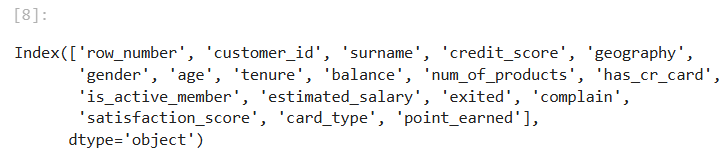 [8]:
Index(['row_number', 'customer_id', 'surname', 'credit_score', 'geography',
'gender', 'age', 'tenure', 'balance', 'num_of_products', 'has_cr_card',
'is_active_member', 'estimated_salary', 'exited', 'complain',
'satisfaction_score', 'card_type', 'point_earned'],
dtype='object')